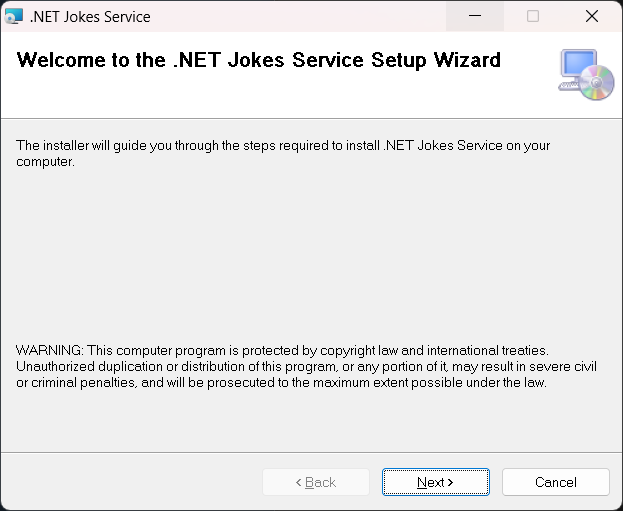 .NET Jokes Service
Welcome to the .NET Jokes Service Setup Wizard
The installer will guide you through the steps required to install .NET Jokes Service on your
computer.
WARNING: This computer program is protected by copyright law and international treaties.
Unauthorized duplication or distribution of this program, or any portion of it, may result in severe civil
or criminal penalties, and will be prosecuted to the maximum extent possible under the law.
< Back
Next >
Cancel